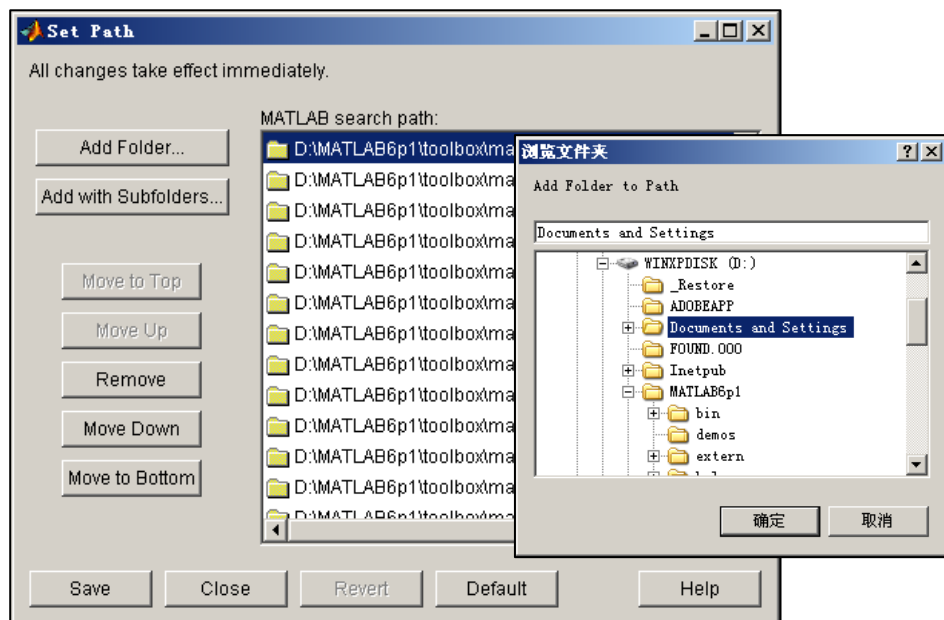 Set Path
All changes take effect immediately.
MATLAB search path:
Add Folder...
Add with Subfolders...
Move to Top
Move Up
Remove
Move Down
Move to Bottom
D:\MATLAB6p1\toolbox\ma
D:\MATLAB6p1\toolbox\ma
D:\MATLAB6p1\toolbox\ma
D:\MATLAB6p1\toolbox\ma
D:\MATLAB6p1\toolbox\ma
D:\MATLAB6p1\toolbox\ma
D:\MATLAB6p1\toolbox\ma
D:\MATLAB6p1\toolbox\ma
D:\MATLAB6p1\toolbox\ma
D:\MATLAB6p1\toolbox\ma
D:\MATLAB6p1\toolbox\ma
D:\MATLAB6p1\toolbox\ma
D:\MATLAB6p1\toolbox\ma
Save
Close
Revert
Default
Help
浏览文件夹
Add Folder to Path
Documents and Settings
WINXPDISK (D:)
_Restore
ADOBEAPP
Documents and Settings
FOUND.000
Inetpub
MATLAB6p1
bin
demos
extern
确定
取消